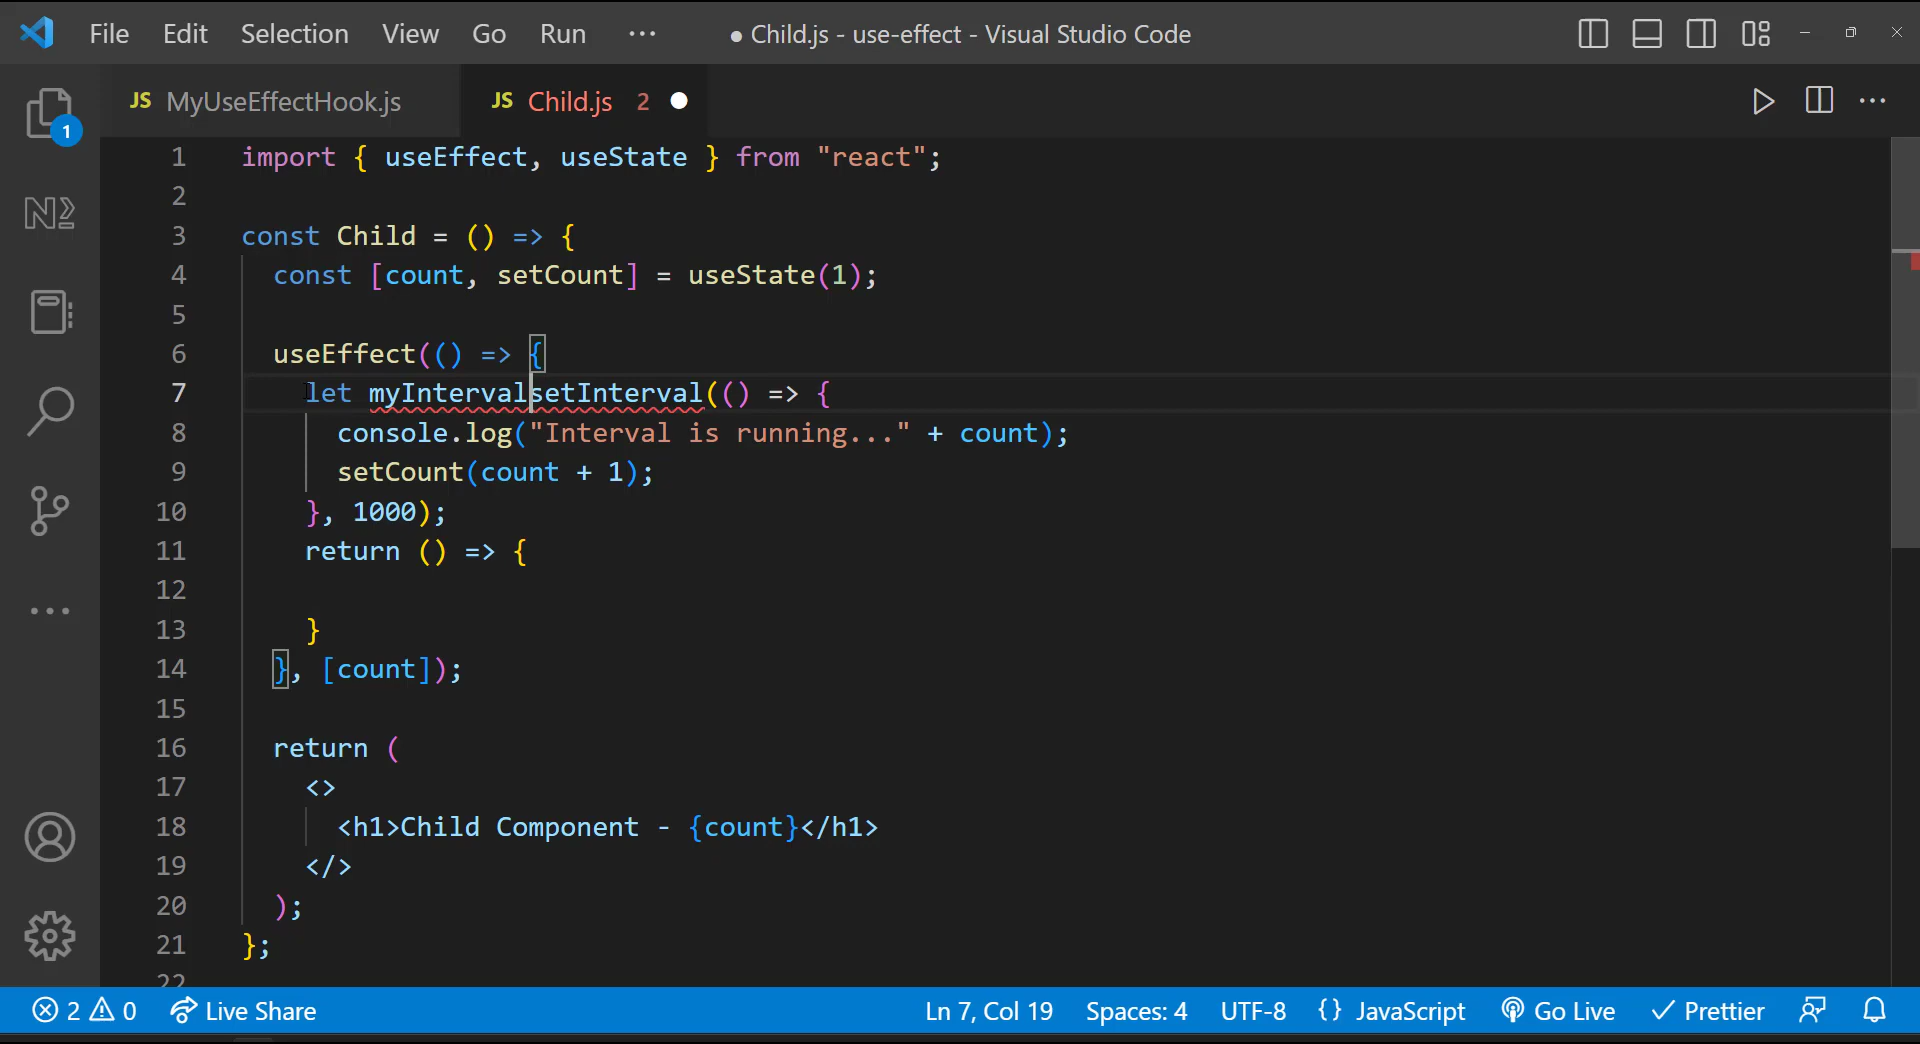 File Edit Selection View Go Run ··· ● Child.js - use-effect - Visual Studio Code
JS MyUseEffectHook.js JS Child.js 2 ●
1
1 import { useEffect, useState } from "react";
2
3 const Child = () => {
4 const [count, setCount] = useState(1);
5
6 useEffect(() => {
7 let myIntervalsetInterval(() => {
8 console.log("Interval is running..." + count);
9 setCount(count + 1);
10 }, 1000);
11 return () => {
12
13 }
14 }, [count]);
15
16 return (
17 <>
18 <h1>Child Component - {count}</h1>
19 </>
20 );
21 };
22
2 0 Live Share Ln 7, Col 19 Spaces: 4 UTF-8 {} JavaScript Go Live ✓ Prettier